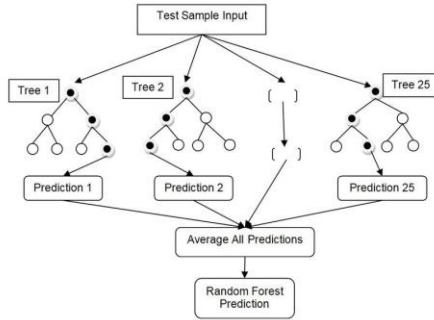 Test Sample Input
Tree 1
Tree 2
Tree 25
Prediction 1
Prediction 2
Prediction 25
Average All Predictions
Random Forest
Prediction